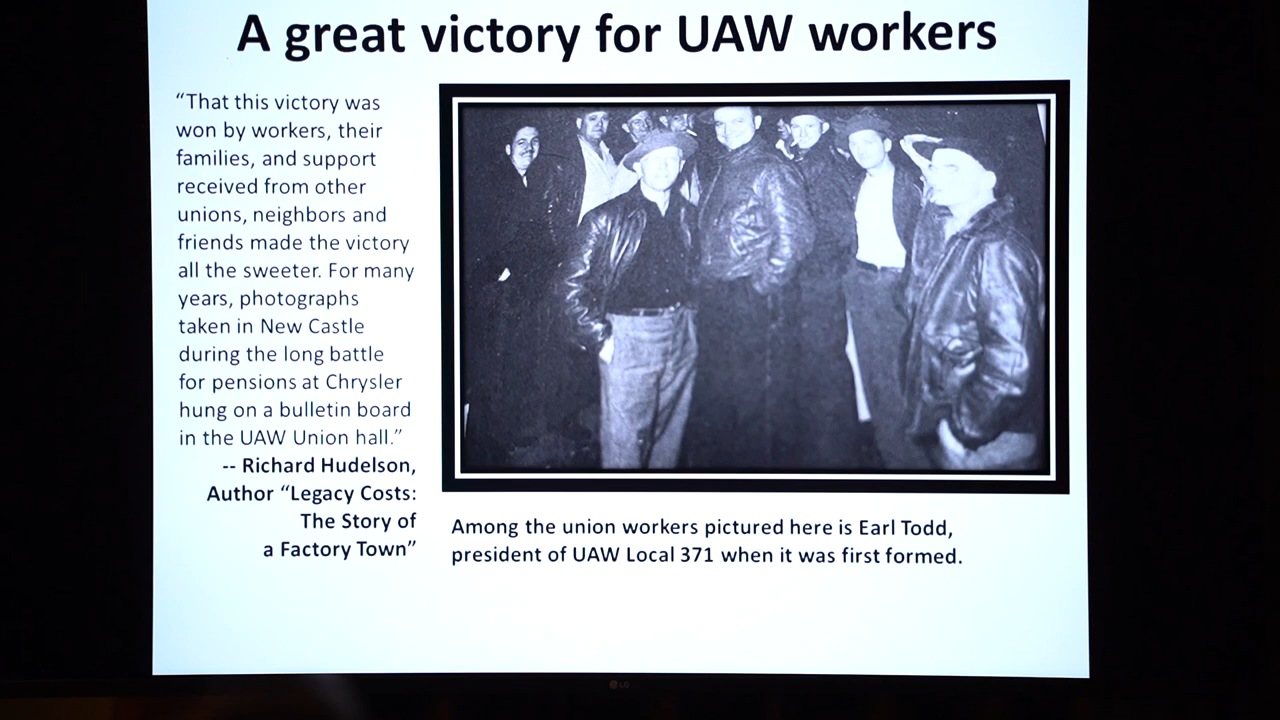 A great victory for UAW workers
“That this victory was
won by workers, their
families, and support
received from other
unions, neighbors and
friends made the victory
all the sweeter. For many
years, photographs
taken in New Castle
during the long battle
for pensions at Chrysler
hung on a bulletin board
in the UAW Union hall.”
-- Richard Hudelson,
Author “Legacy Costs:
The Story of
a Factory Town”
Among the union workers pictured here is Earl Todd,
president of UAW Local 371 when it was first formed.
LG